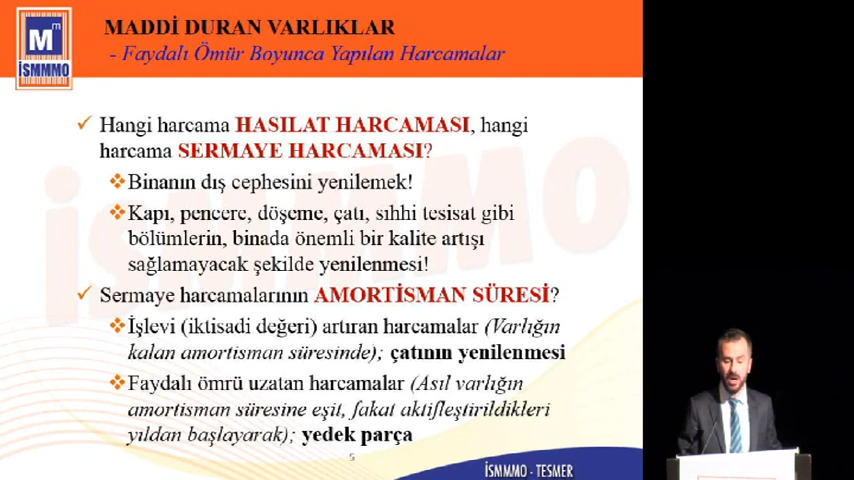 Mm
İSMMMO
MADDİ DURAN VARLIKLAR
- Faydalı Ömür Boyunca Yapılan Harcamalar
✓ Hangi harcama HASILAT HARCAMASI, hangi
harcama SERMAYE HARCAMASI?
❖Binanın dış cephesini yenilemek!
❖Kapı, pencere, döşeme, çatı, sıhhi tesisat gibi
bölümlerin, binada önemli bir kalite artışı
sağlamayacak şekilde yenilenmesi!
✓ Sermaye harcamalarının AMORTİSMAN SÜRESİ?
❖İşlevi (iktisadi değeri) artıran harcamalar (Varlığın
kalan amortisman süresinde); çatının yenilenmesi
❖Faydalı ömrü uzatan harcamalar (Asıl varlığın
amortisman süresine eşit, fakat aktifleştirildikleri
yıldan başlayarak); yedek parça
5
İSMMMO - TESMER
İSMMMO